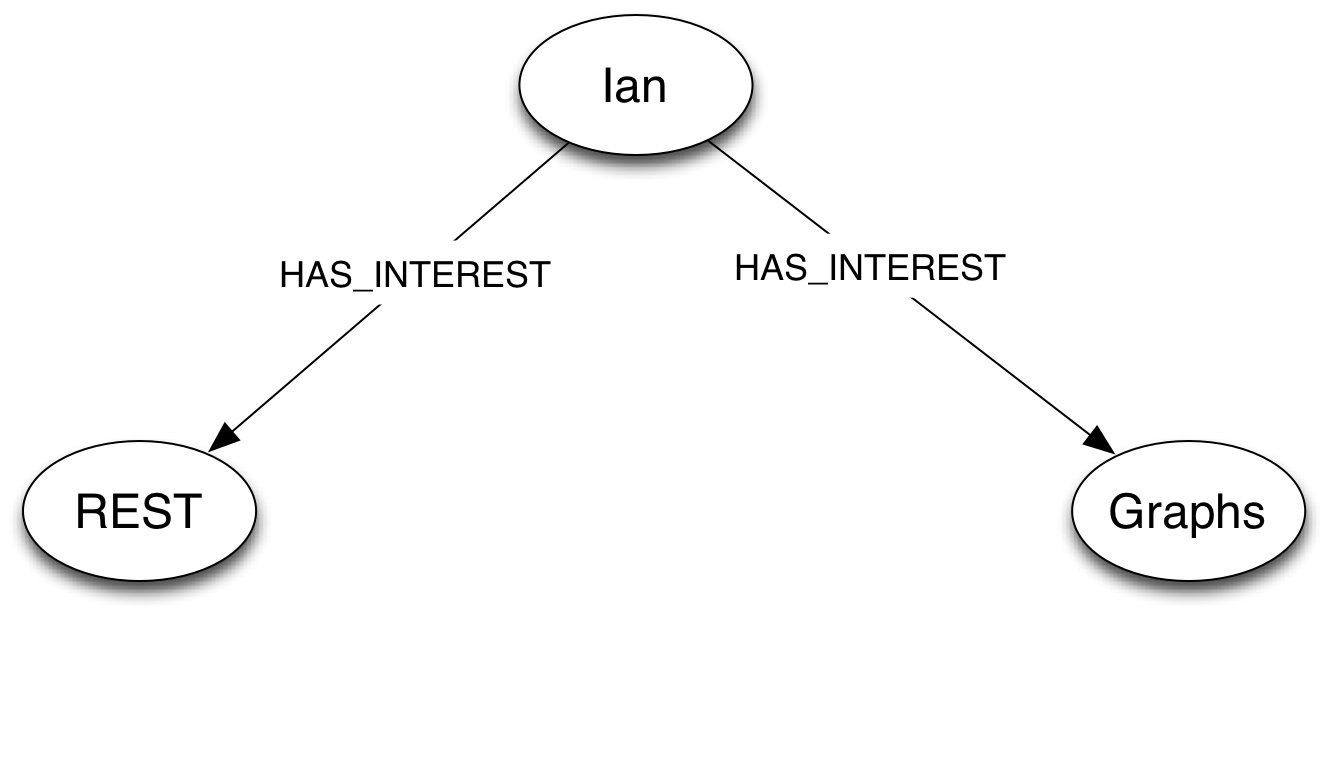 Ian
HAS_INTEREST
HAS_INTEREST
REST
Graphs